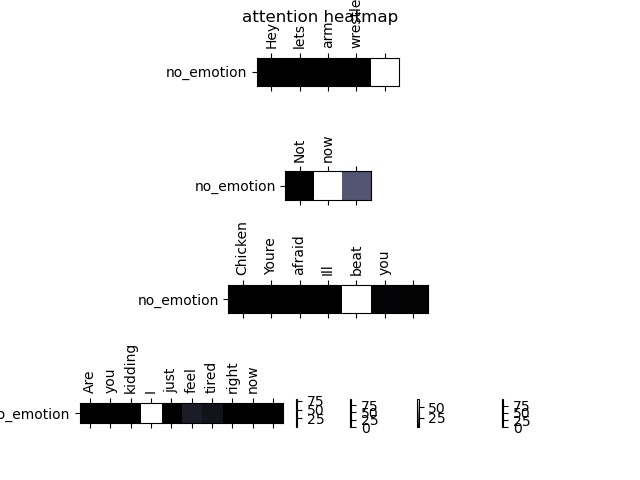 attention heatmap
Hey lets arm wrestle
no_emotion
Not now
no_emotion
Chicken Youre afraid Ill beat you
no_emotion
Are you kidding I just feel tired right now
o_emotion
75 50 25
75 50 25 0
50 25
75 50 25 0